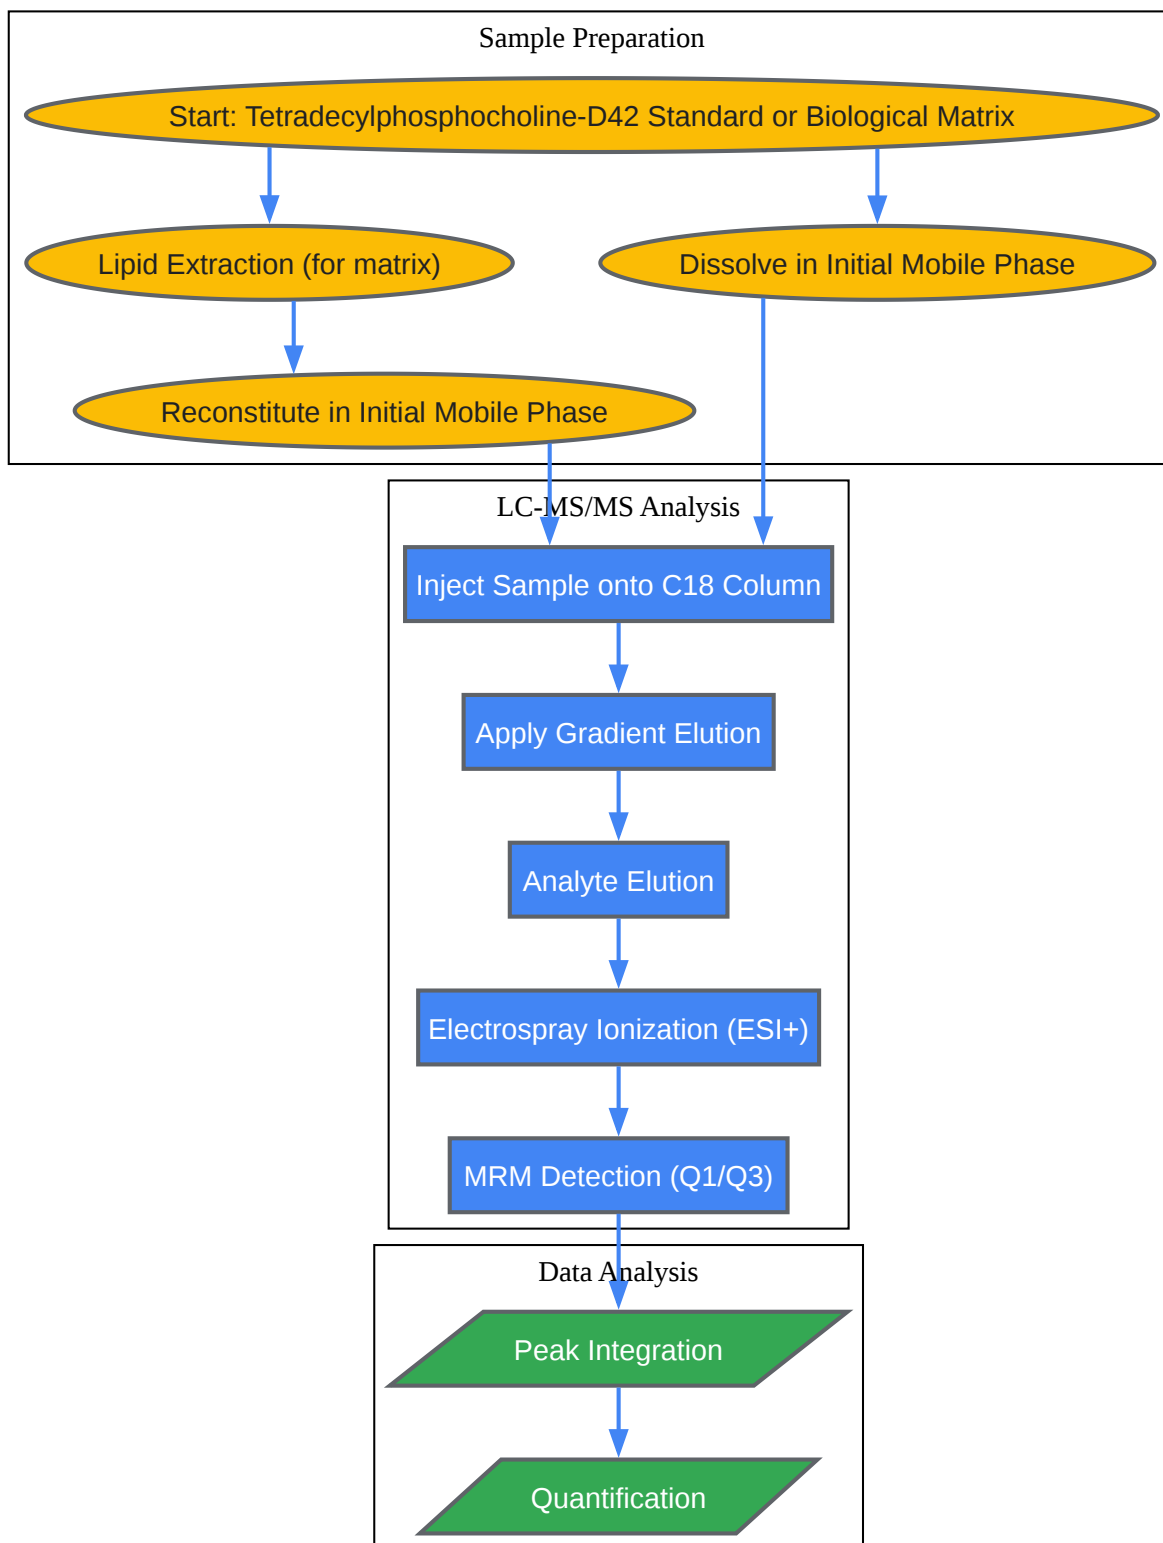 Sample Preparation
Start: Tetradecylphosphocholine-D42 Standard or Biological Matrix
Lipid Extraction (for matrix)
Dissolve in Initial Mobile Phase
Reconstitute in Initial Mobile Phase
LC-MS/MS Analysis
Inject Sample onto C18 Column
Apply Gradient Elution
Analyte Elution
Electrospray Ionization (ESI+)
MRM Detection (Q1/Q3)
Data Analysis
Peak Integration
Quantification